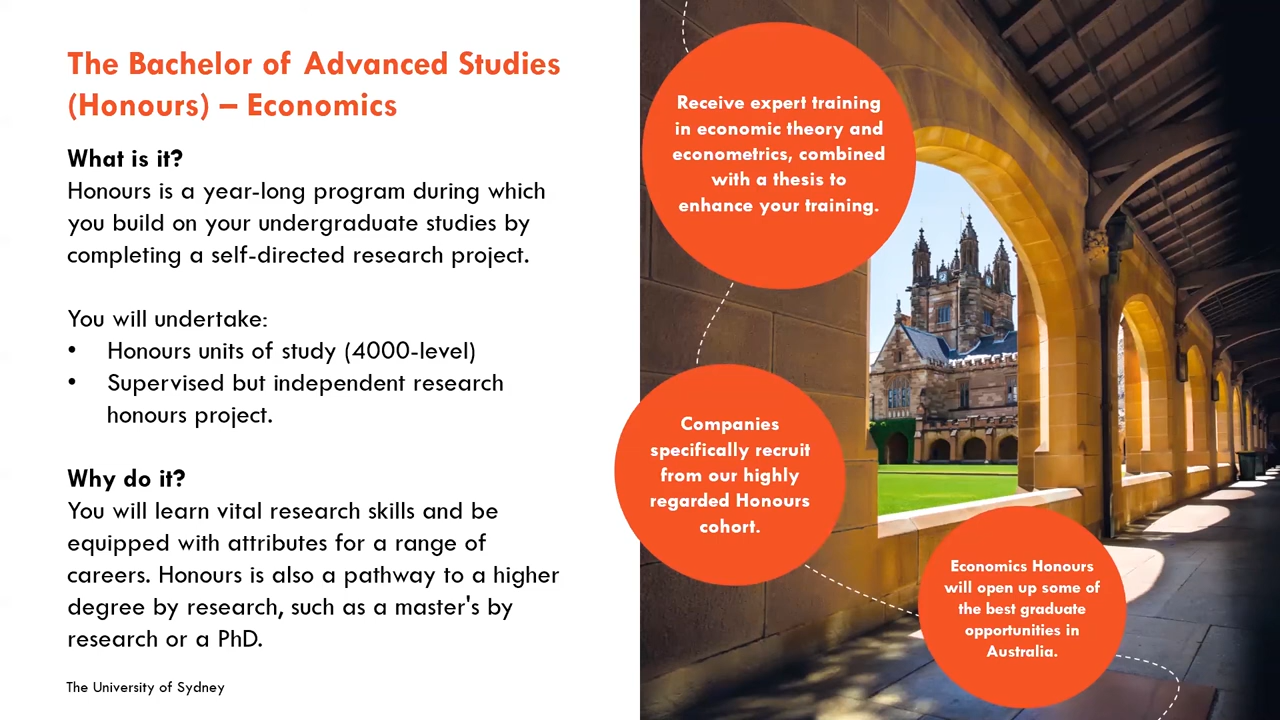 The Bachelor of Advanced Studies
(Honours) – Economics
What is it?
Honours is a year-long program during which
you build on your undergraduate studies by
completing a self-directed research project.
You will undertake:
• Honours units of study (4000-level)
• Supervised but independent research
honours project.
Why do it?
You will learn vital research skills and be
equipped with attributes for a range of
careers. Honours is also a pathway to a higher
degree by research, such as a master's by
research or a PhD.
The University of Sydney
Receive expert training
in economic theory and
econometrics, combined
with a thesis to
enhance your training.
Companies
specifically recruit
from our highly
regarded Honours
cohort.
Economics Honours
will open up some of
the best graduate
opportunities in
Australia.